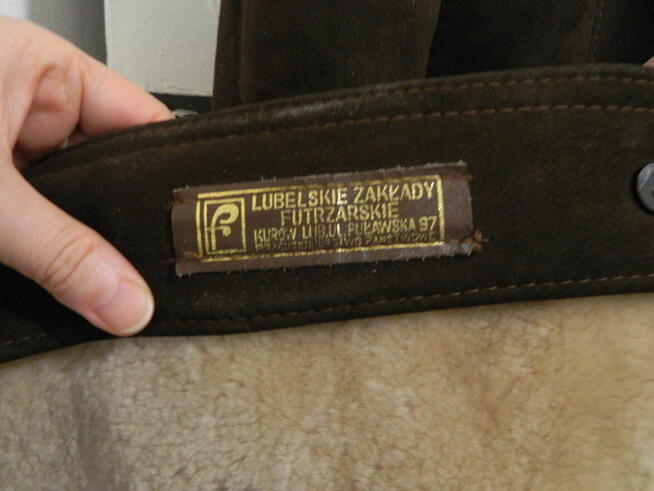 LUBELSKIE ZAKŁADY
FUTRZARSKIE
KURÓW LUB.UL.PUŁAWSKA 97